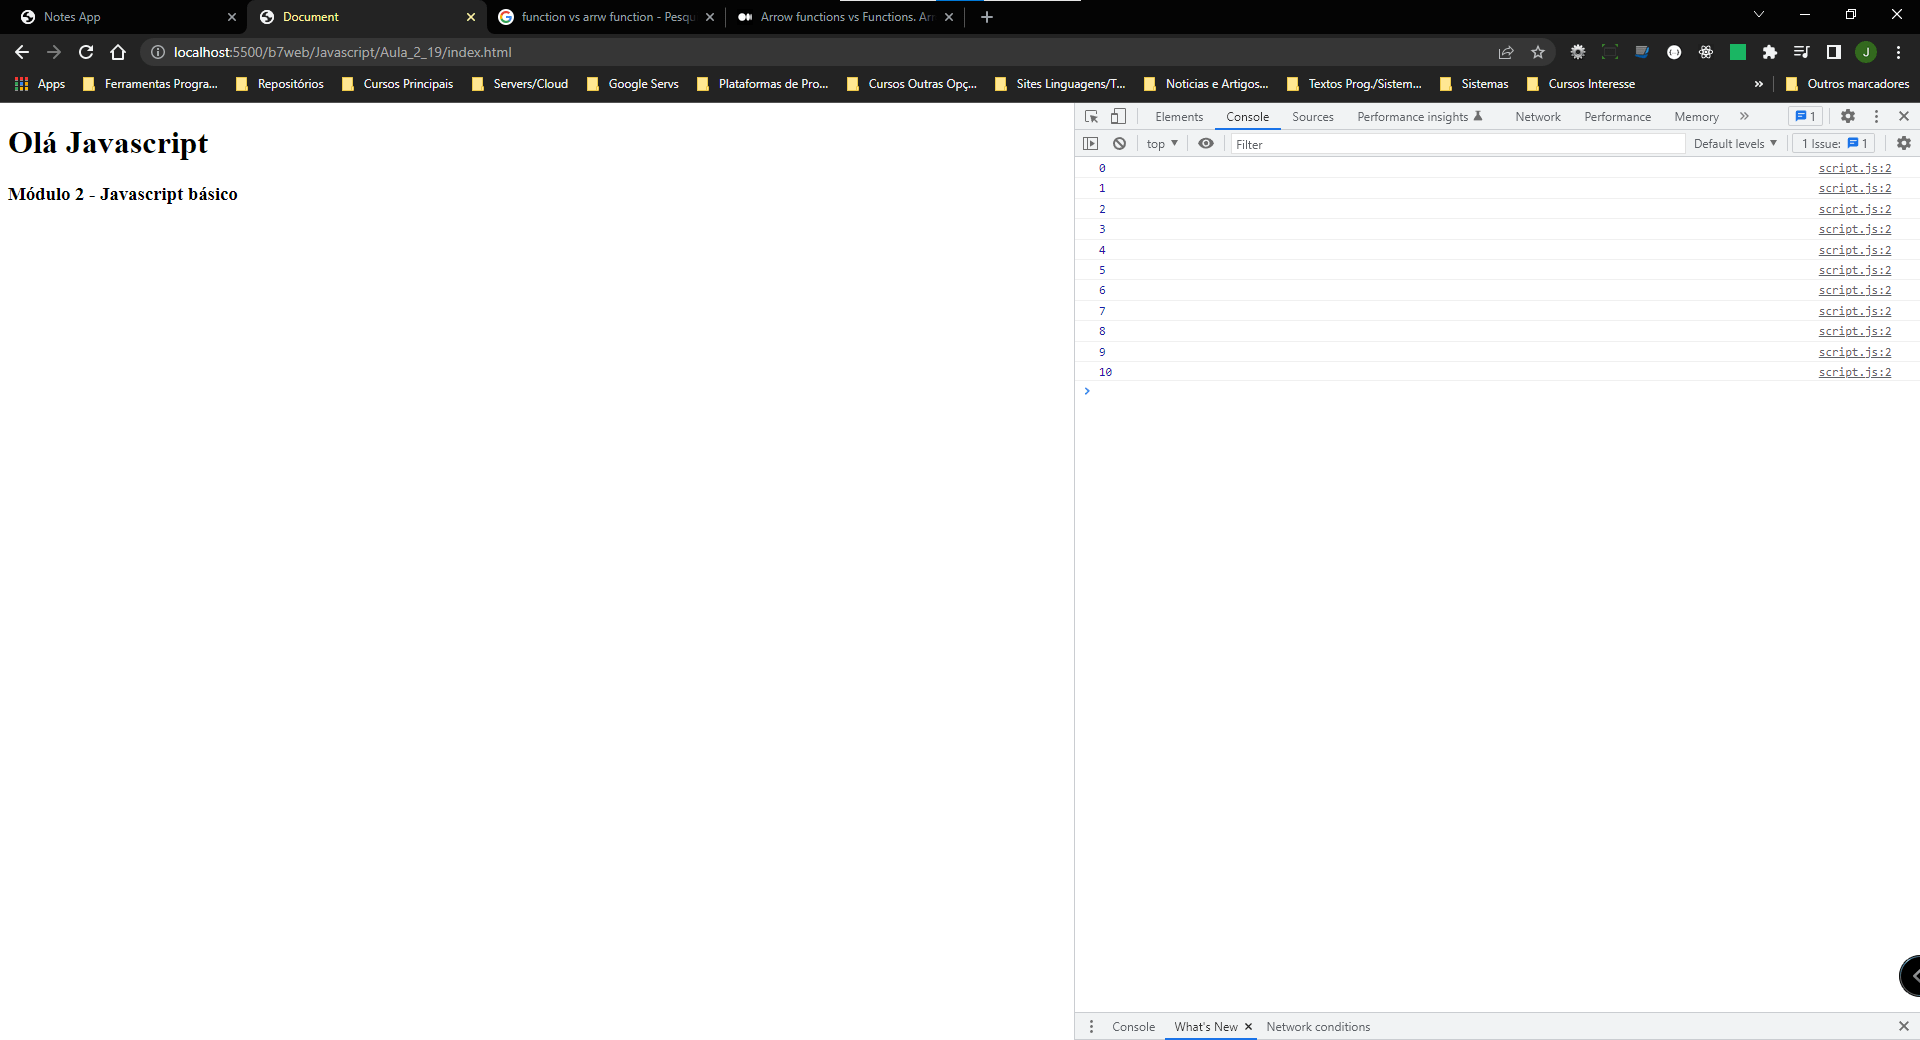 Notes App
Document
function vs arrw function - Pesqu
Arrow functions vs Functions. Arr
localhost:5500/b7web/Javascript/Aula_2_19/index.html
J
Apps
Ferramentas Progra...
Repositórios
Cursos Principais
Servers/Cloud
Google Servs
Plataformas de Pro...
Cursos Outras Opç...
Sites Linguagens/T...
Noticias e Artigos...
Textos Prog./Sistem...
Sistemas
Cursos Interesse
»
Outros marcadores
Olá Javascript
Módulo 2 - Javascript básico
Elements
Console
Sources
Performance insights
Network
Performance
Memory
»
1
top
Filter
Default levels
1 Issue: 1
0 script.js:2
1 script.js:2
2 script.js:2
3 script.js:2
4 script.js:2
5 script.js:2
6 script.js:2
7 script.js:2
8 script.js:2
9 script.js:2
10 script.js:2
Console
What's New
Network conditions